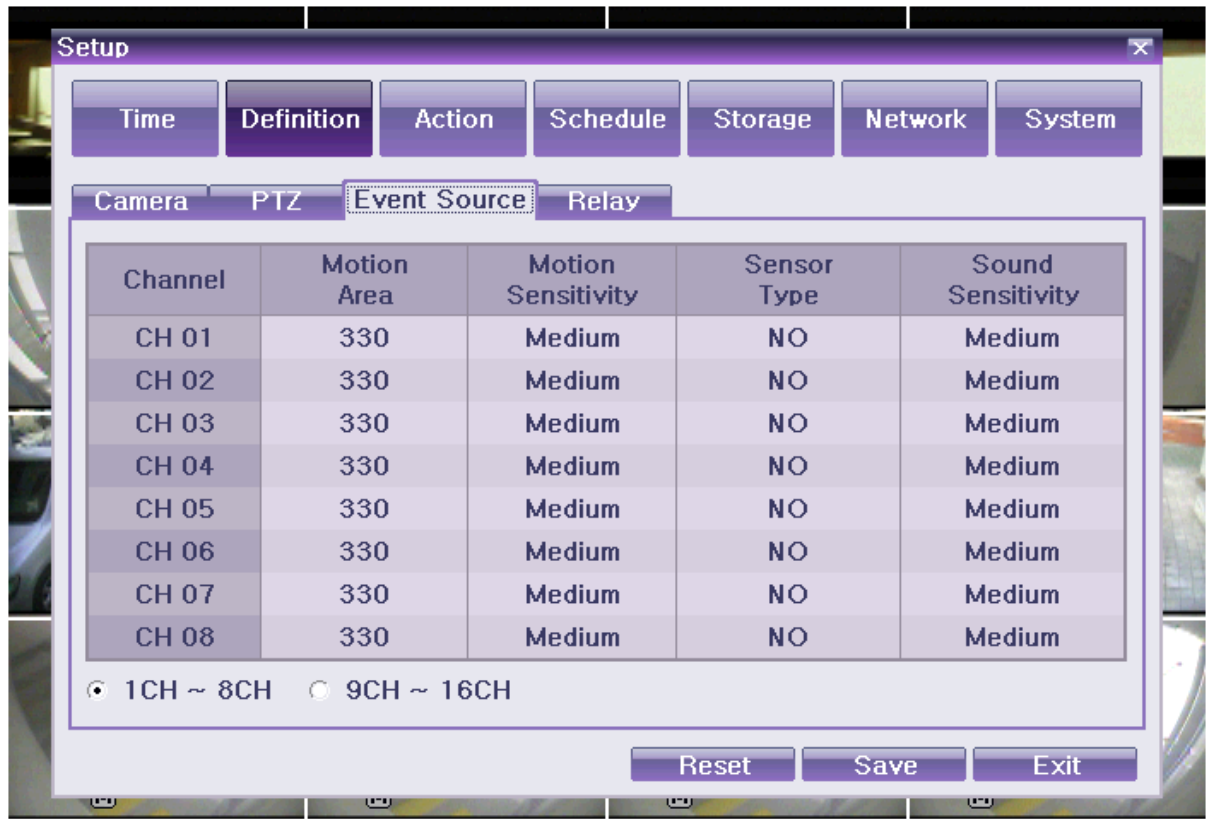 Setup
Time Definition Action Schedule Storage Network System
Camera PTZ Event Source Relay
Channel Motion Area Motion Sensitivity Sensor Type Sound Sensitivity
CH 01 330 Medium NO Medium
CH 02 330 Medium NO Medium
CH 03 330 Medium NO Medium
CH 04 330 Medium NO Medium
CH 05 330 Medium NO Medium
CH 06 330 Medium NO Medium
CH 07 330 Medium NO Medium
CH 08 330 Medium NO Medium
1CH ~ 8CH 9CH ~ 16CH
Reset Save Exit